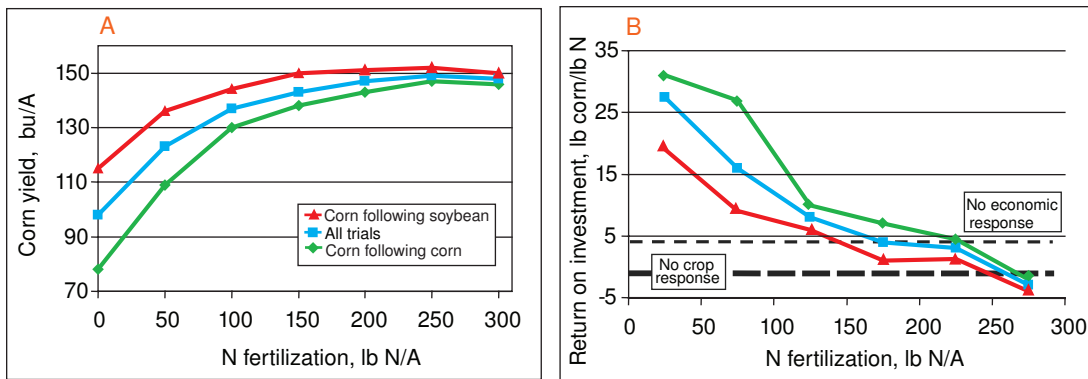 A
Corn yield, bu/A
150
130
110
90
70
Corn following soybean
All trials
Corn following corn
0 50 100 150 200 250 300
N fertilization, lb N/A
B
Return on investment, lb corn/lb N
35
25
15
5
-5
No economic
response
No crop
response
0 50 100 150 200 250 300
N fertilization, lb N/A